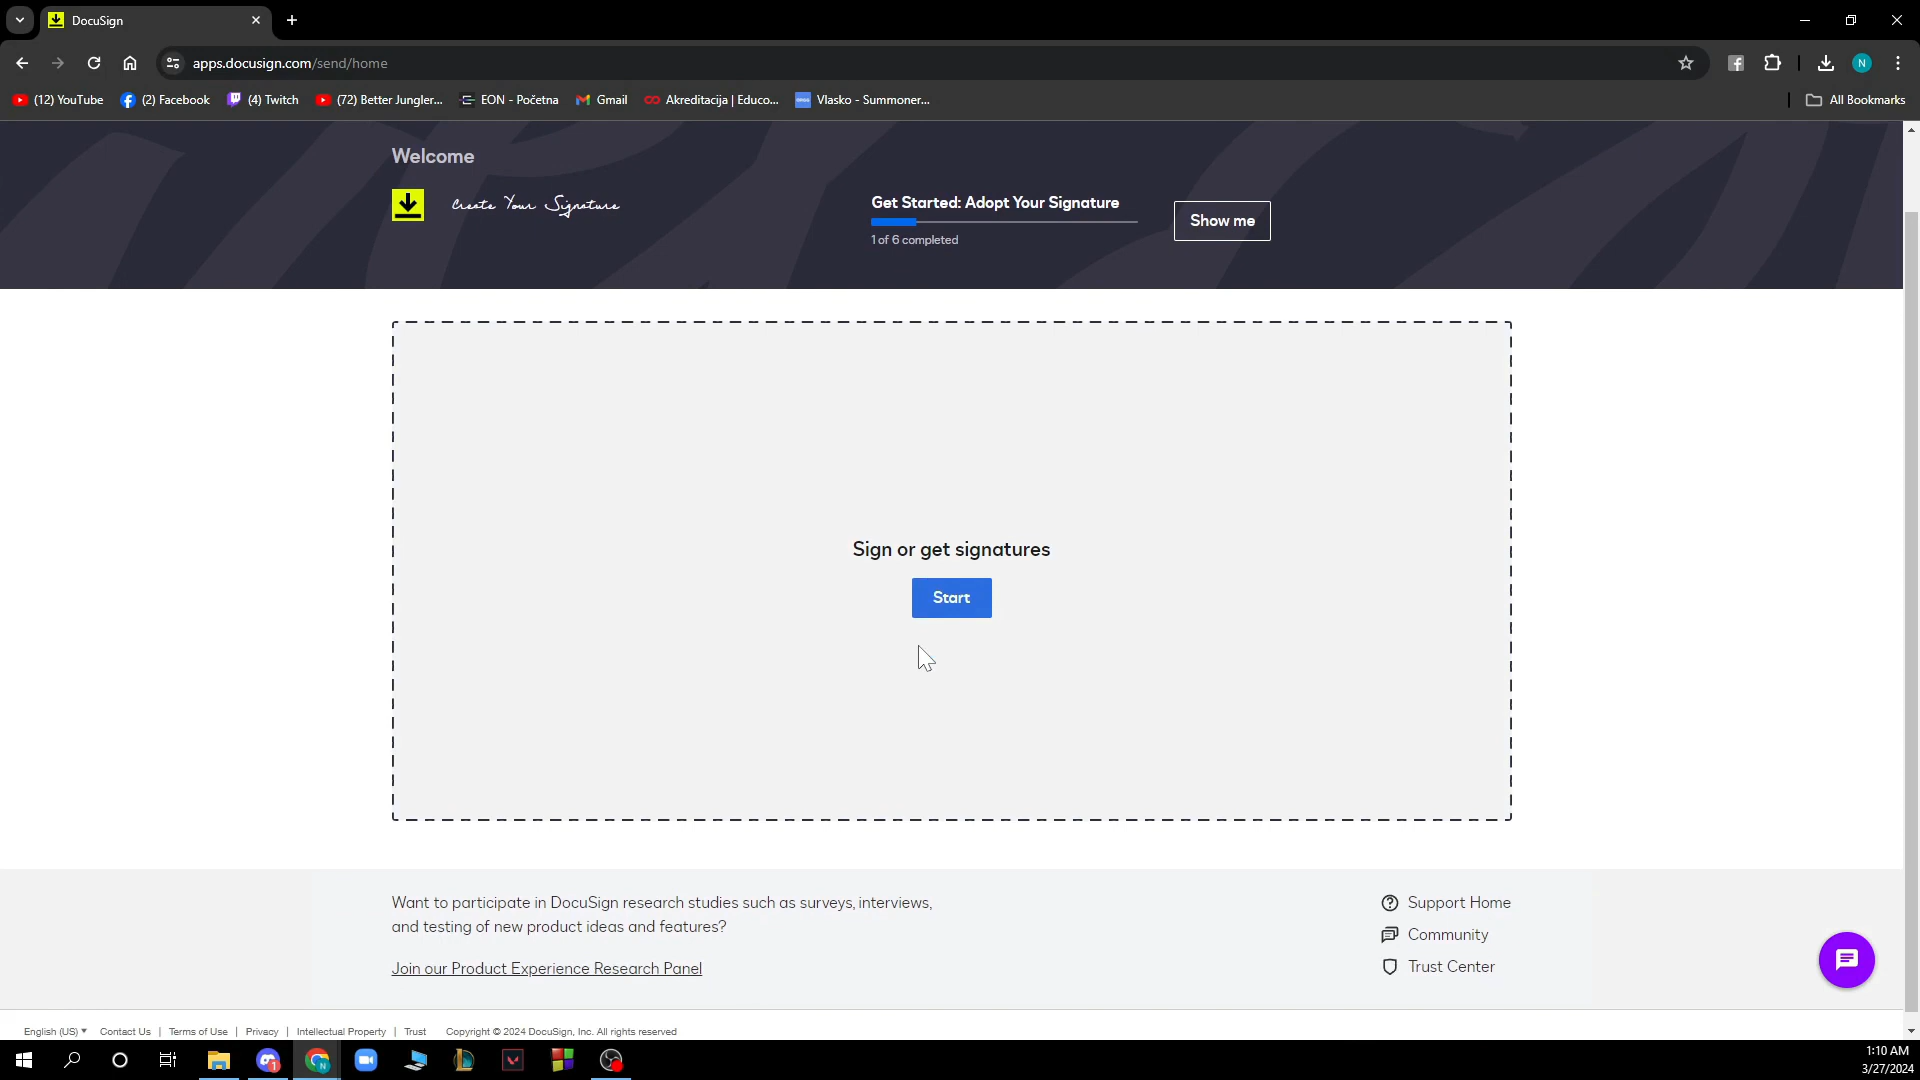 DocuSign
apps.docusign.com/send/home
(12) YouTube
(2) Facebook
(4) Twitch
(72) Better Jungler...
EON - Početna
Gmail
Akreditacija | Educo...
Vlasko - Summoner...
All Bookmarks
N
Welcome
Create Your Signature
Get Started: Adopt Your Signature
1 of 6 completed
Show me
Sign or get signatures
Start
Want to participate in DocuSign research studies such as surveys, interviews,
and testing of new product ideas and features?
Join our Product Experience Research Panel
Support Home
Community
Trust Center
English (US) | Contact Us | Terms of Use | Privacy | Intellectual Property | Trust Copyright © 2024 DocuSign, Inc. All rights reserved
1:10 AM
3/27/2024